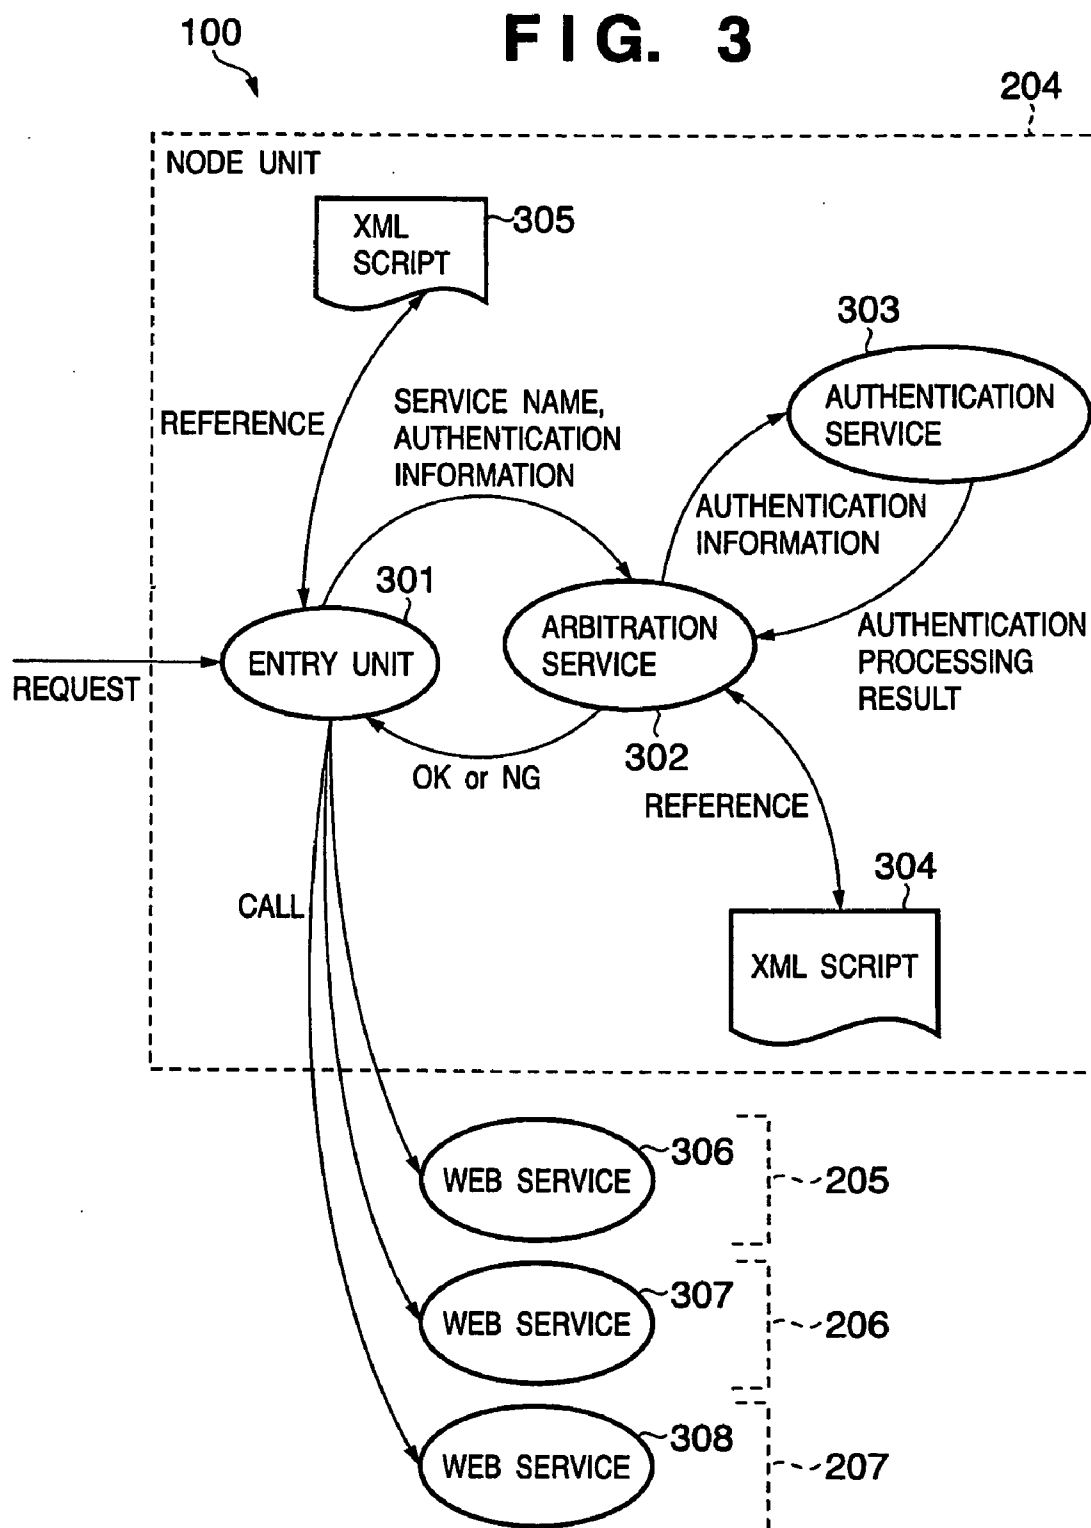 FIG. 3
100
204
NODE UNIT
XML
SCRIPT
305
303
AUTHENTICATION
SERVICE
REFERENCE
SERVICE NAME,
AUTHENTICATION
INFORMATION
AUTHENTICATION
INFORMATION
301
ENTRY UNIT
ARBITRATION
SERVICE
AUTHENTICATION
PROCESSING
RESULT
REQUEST
302
OK or NG
REFERENCE
304
CALL
XML SCRIPT
WEB SERVICE
306
205
WEB SERVICE
307
206
WEB SERVICE
308
207